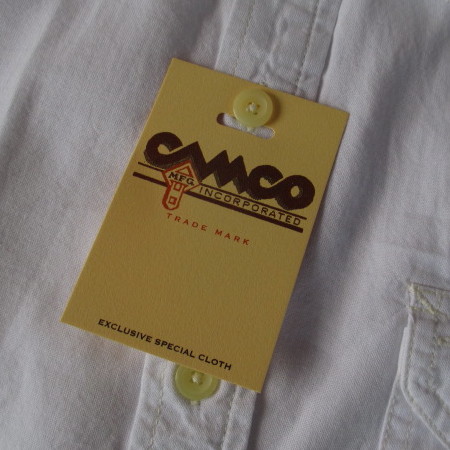 CAMCO
MFG. INCORPORATED
TRADE MARK
EXCLUSIVE SPECIAL CLOTH